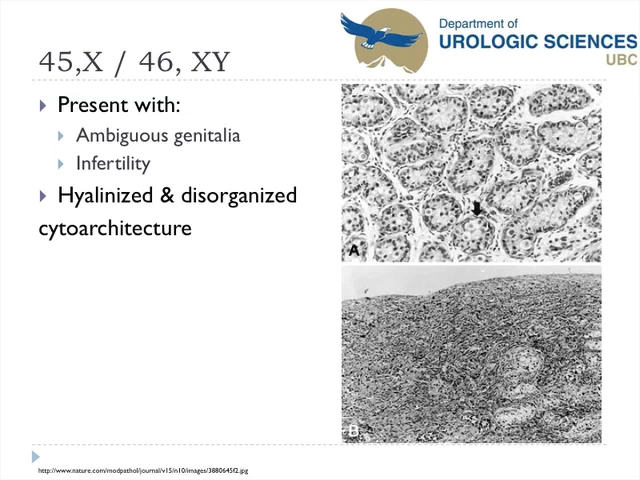 Department of
UROLOGIC SCIENCES
UBC
45,X / 46, XY
Present with:
Ambiguous genitalia
Infertility
Hyalinized & disorganized
cytoarchitecture
A
B
http://www.nature.com/modpathol/journal/v15/n10/images/3880645f2.jpg